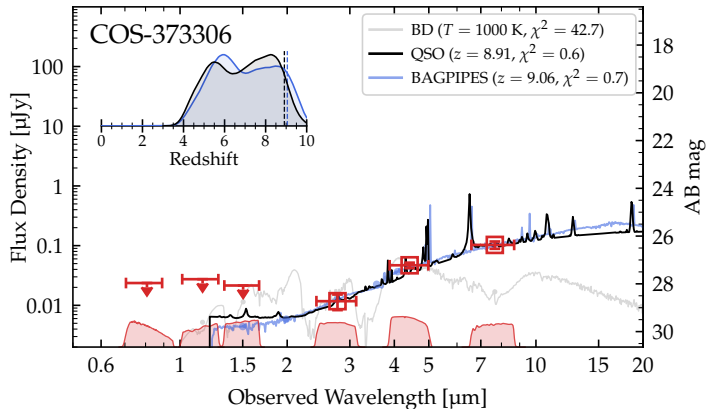 COS-373306
BD (T = 1000 K, χ² = 42.7)
QSO (z = 8.91, χ² = 0.6)
BAGPIPES (z = 9.06, χ² = 0.7)
0 2 4 6 8 10
Redshift
100
10
1
0.1
0.01
Flux Density [μJy]
18
20
22
24
26
28
30
AB mag
0.6 1 1.5 2 3 4 5 7 10 15 20
Observed Wavelength [μm]